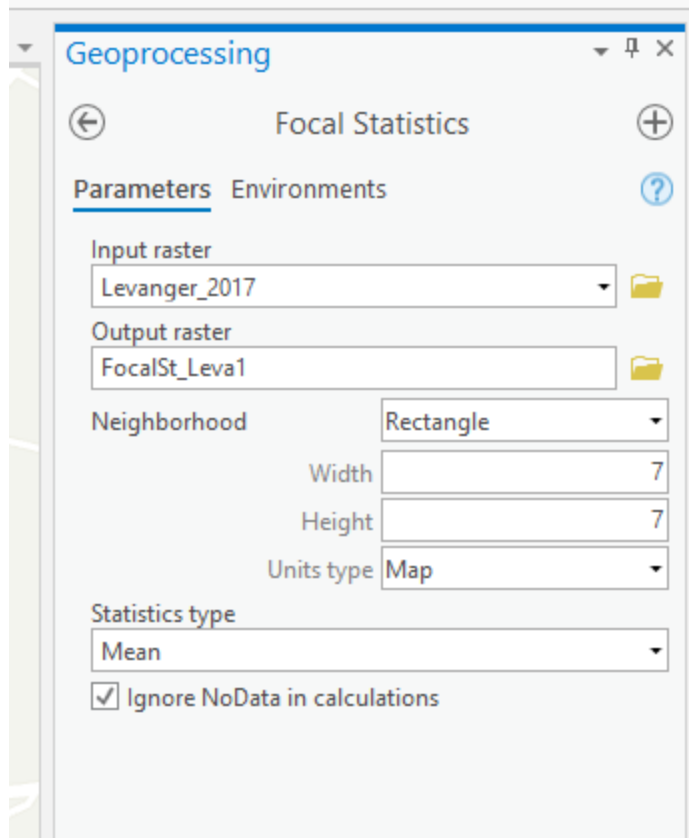 Geoprocessing
Focal Statistics
Parameters Environments
Input raster
Levanger_2017
Output raster
FocalSt_Leva1
Neighborhood Rectangle
Width 7
Height 7
Units type Map
Statistics type
Mean
Ignore NoData in calculations